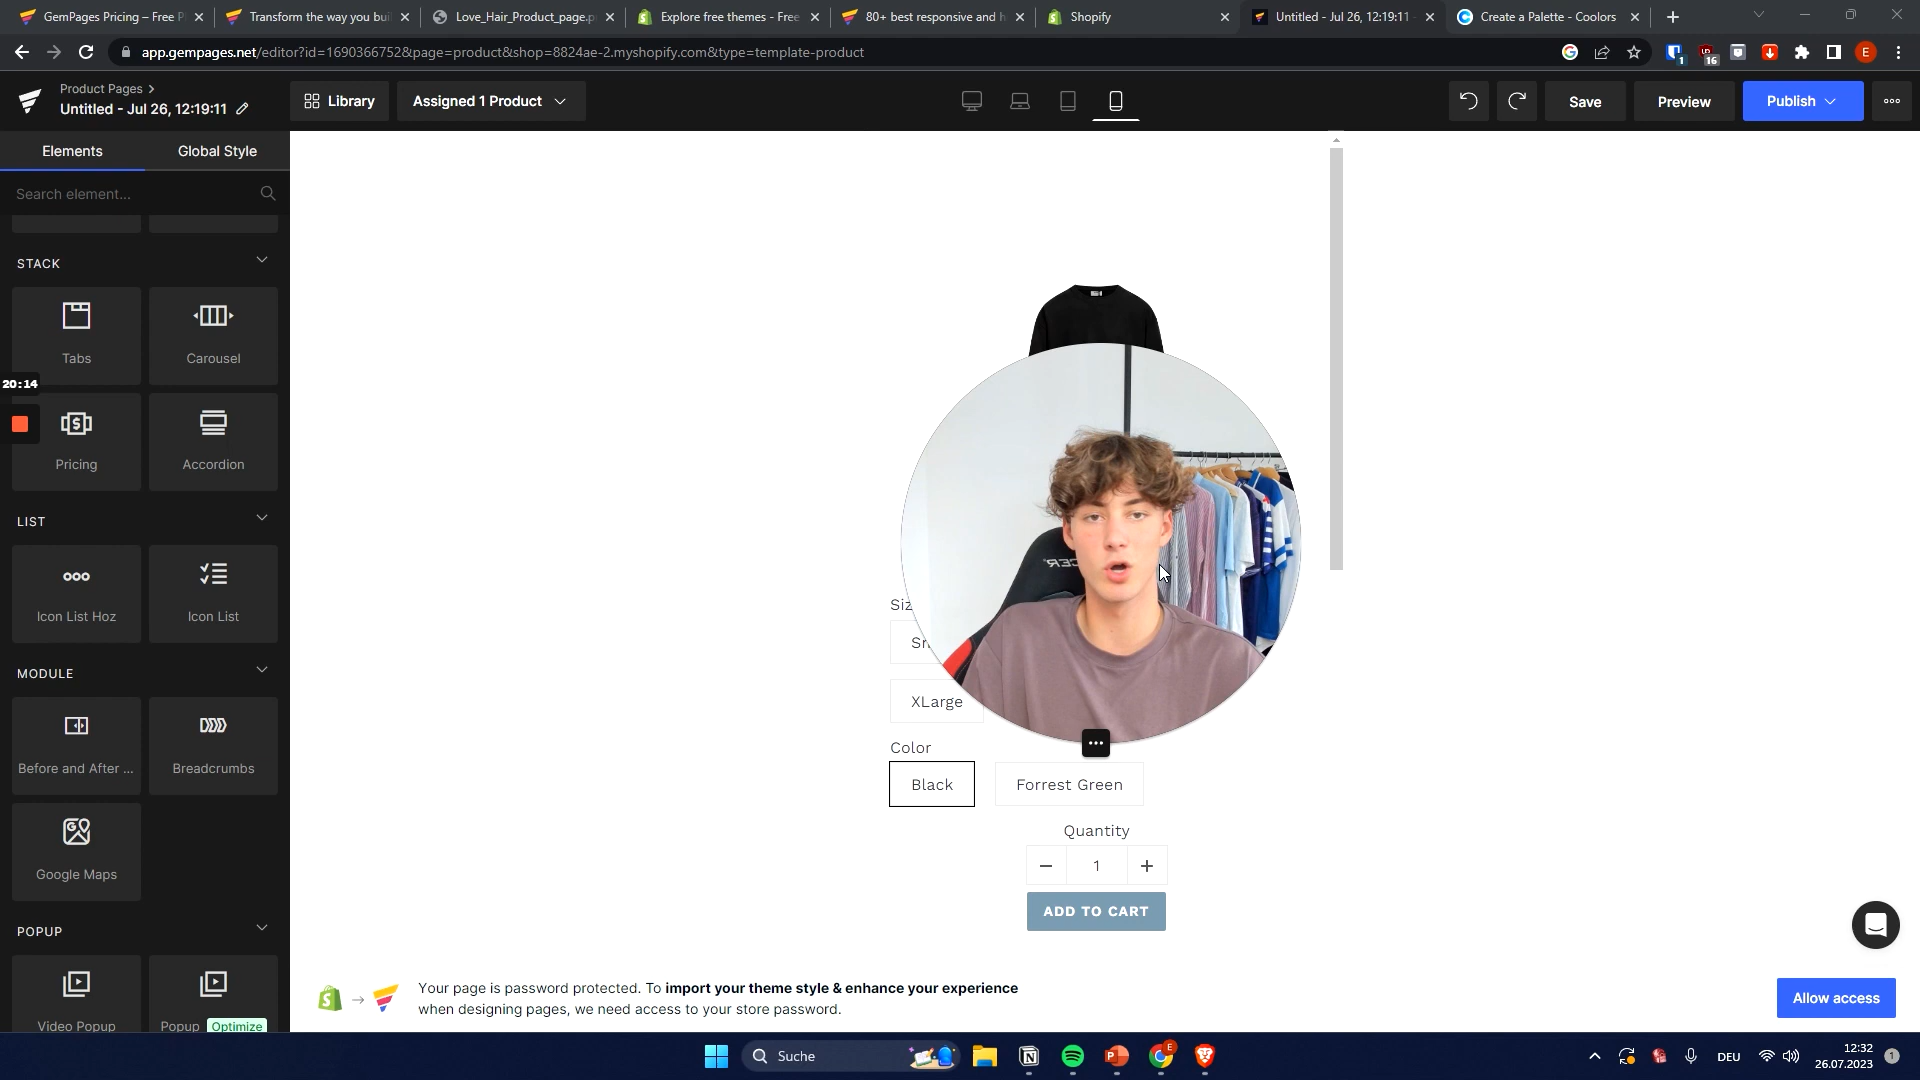 GemPages Pricing – Free P
Transform the way you bui
Love_Hair_Product_page.p
Explore free themes - Free
80+ best responsive and h
Shopify
Untitled - Jul 26, 12:19:11
Create a Palette - Coolors
app.gempages.net/editor?id=1690366752&page=product&shop=8824ae-2.myshopify.com&type=template-product
1
16
E
Product Pages >
Untitled - Jul 26, 12:19:11
Library
Assigned 1 Product
Save
Preview
Publish
Elements
Global Style
Search element...
STACK
Tabs
Carousel
20:14
Pricing
Accordion
LIST
Icon List Hoz
Icon List
MODULE
Before and After ...
Breadcrumbs
Google Maps
POPUP
Video Popup
Popup Optimize
Siz
XLarge
Color
Black
Forrest Green
Quantity
− 1 +
ADD TO CART
Your page is password protected. To import your theme style & enhance your experience
when designing pages, we need access to your store password.
Allow access
Suche
E
DEU
12:32
26.07.2023
1